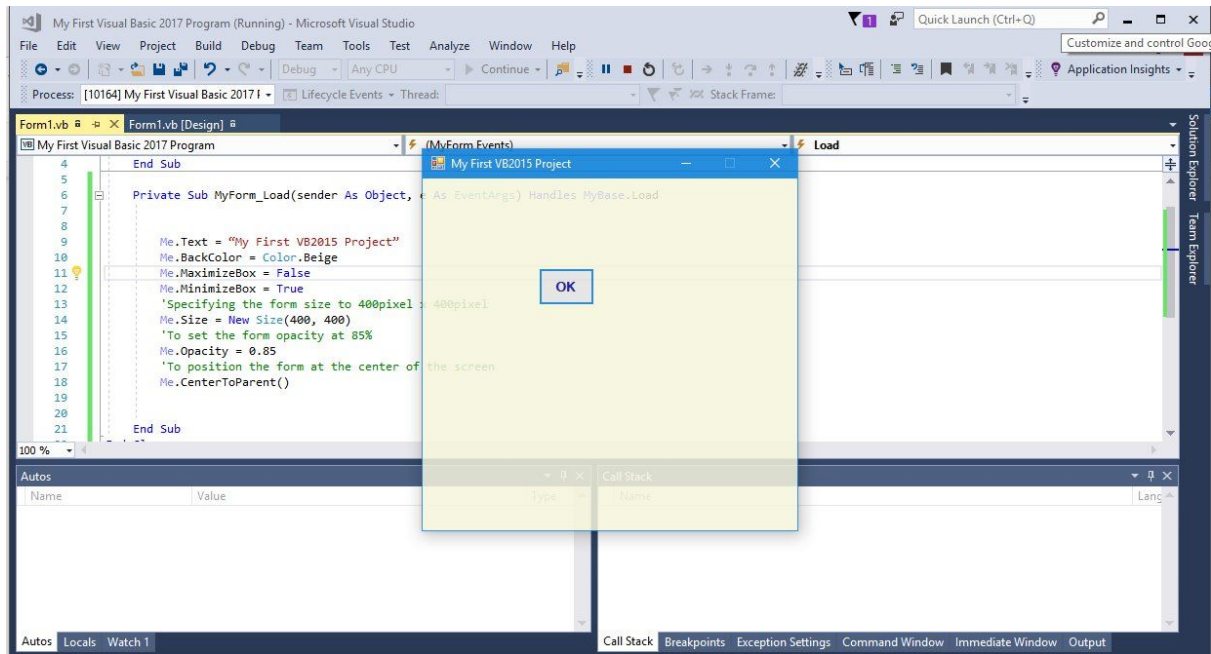 My First Visual Basic 2017 Program (Running) - Microsoft Visual Studio
1
Quick Launch (Ctrl+Q)
File Edit View Project Build Debug Team Tools Test Analyze Window Help
Customize and control Goo
Debug Any CPU Continue Application Insights
Process: [10164] My First Visual Basic 2017 Lifecycle Events Thread: Stack Frame:
Form1.vb Form1.vb [Design]
VB My First Visual Basic 2017 Program (MyForm Events) Load
Solution Explorer
Team Explorer
My First VB2015 Project
4 End Sub
5
6 Private Sub MyForm_Load(sender As Object, e As EventArgs) Handles MyBase.Load
7
8
9 Me.Text = “My First VB2015 Project”
10 Me.BackColor = Color.Beige
11 Me.MaximizeBox = False
12 Me.MinimizeBox = True
13 'Specifying the form size to 400pixel x 400pixel
14 Me.Size = New Size(400, 400)
15 'To set the form opacity at 85%
16 Me.Opacity = 0.85
17 'To position the form at the center of the screen
18 Me.CenterToParent()
19
20
21 End Sub
OK
100 %
Autos
Name Value Type
Call Stack
Name Lang
Autos Locals Watch 1
Call Stack Breakpoints Exception Settings Command Window Immediate Window Output